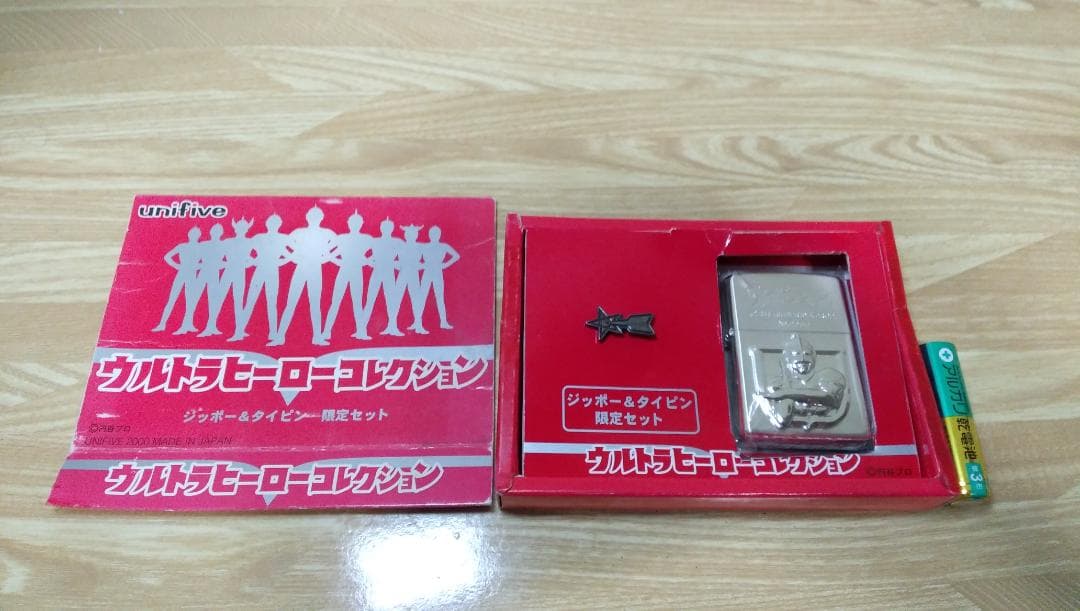 unifive
ウルトラヒーローコレクション
ジッポー&タイピン 限定セット
©円谷プロ
UNIFIVE 2000 MADE IN JAPAN
ウルトラヒーローコレクション
ジッポー&タイピン
限定セット
ウルトラヒーローコレクション
©円谷プロ
アルカリ乾電池
単3形